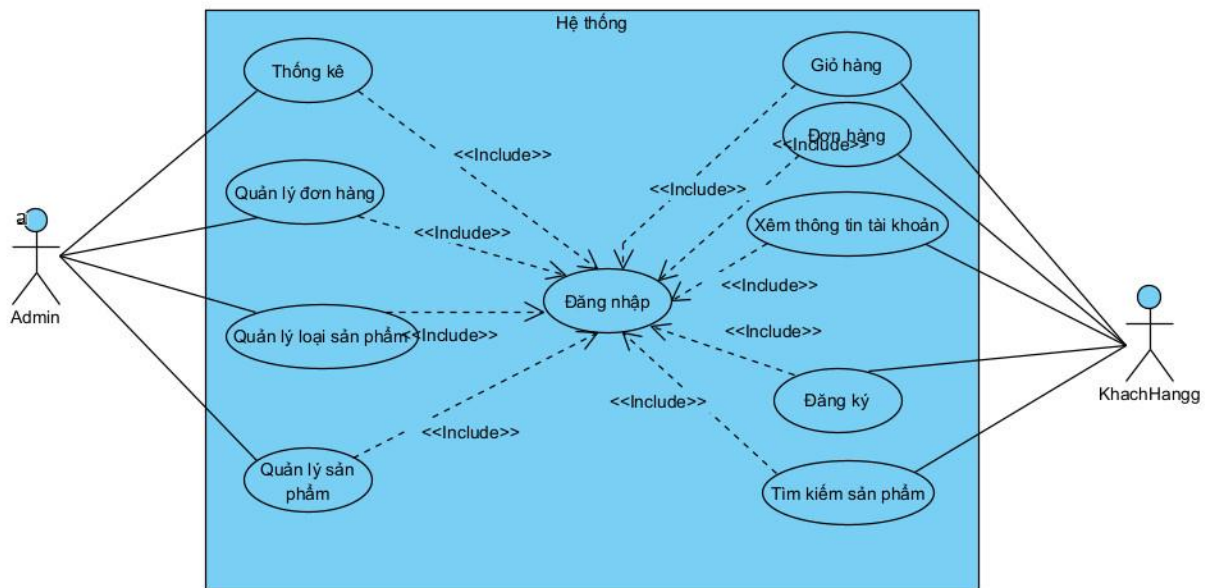 Hệ thống
Thống kê
Giỏ hàng
Đơn hàng
<<Include>>
<<Include>>
<<Include>>
Quản lý đơn hàng
Xêm thông tin tài khoản
a
<<Include>>
<<Include>>
Đăng nhập
Admin
Quản lý loại sản phẩm
<<Include>>
<<Include>>
KhachHangg
Đăng ký
<<Include>>
<<Include>>
Quản lý sản
phẩm
Tìm kiếm sản phẩm